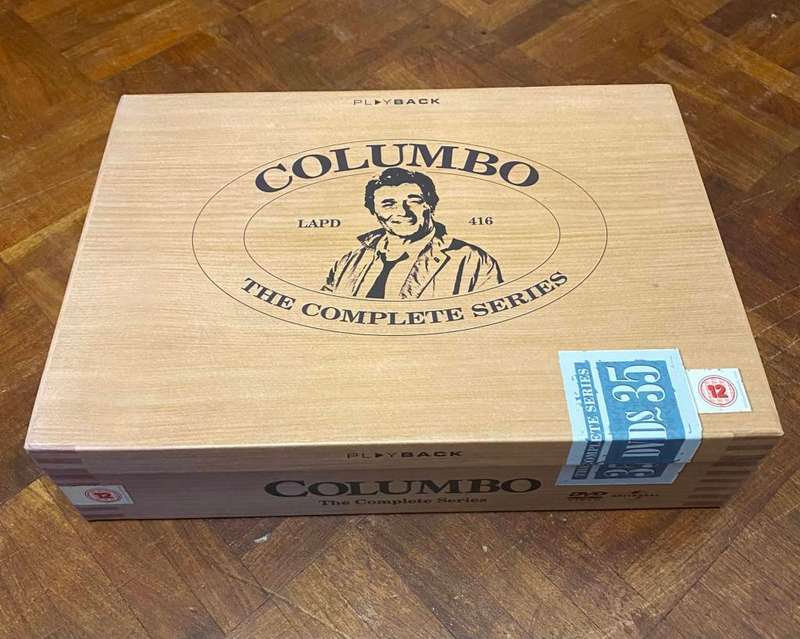 PLAYBACK
COLUMBO
LAPD 416
THE COMPLETE SERIES
THE COMPLETE SERIES
35 DVDS 35
12
PLAYBACK
COLUMBO
The Complete Series
12
DVD
UNIVERSAL